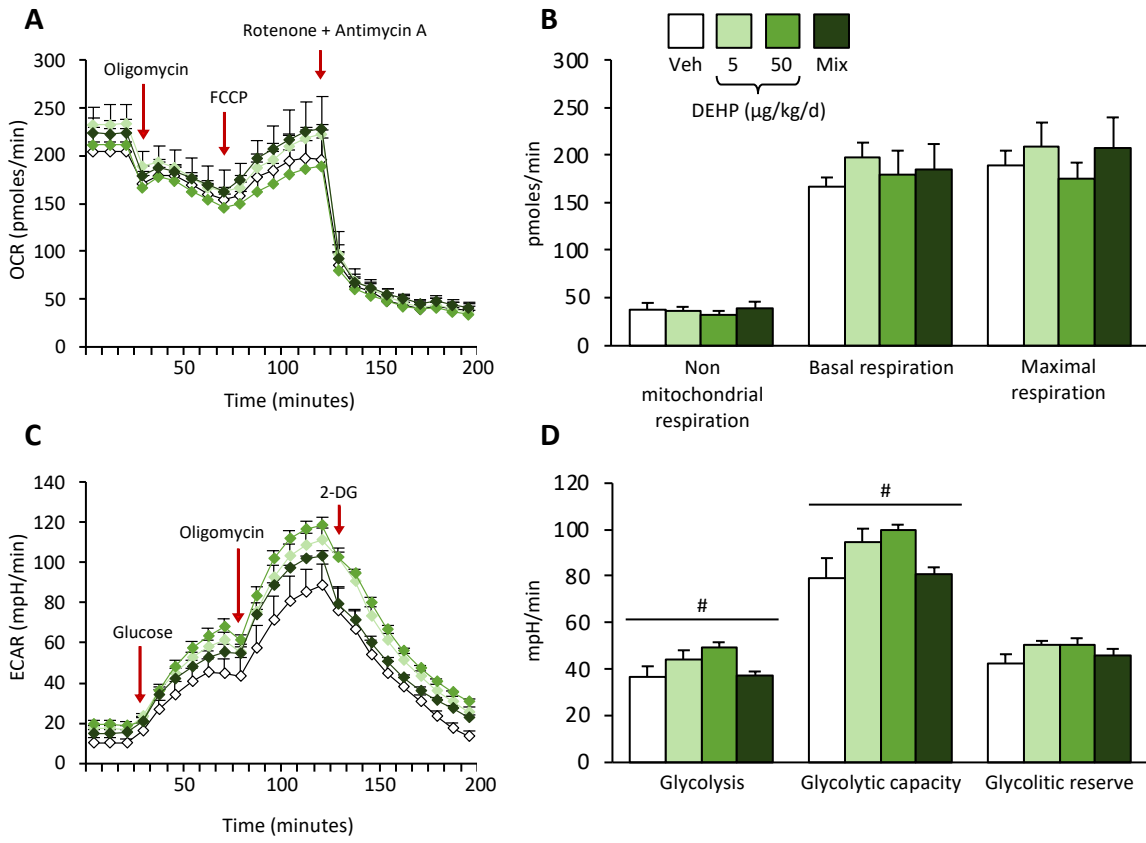 A
Rotenone + Antimycin A
Oligomycin
FCCP
300
250
200
150
100
50
0
OCR (pmoles/min)
50
100
150
200
Time (minutes)
B
Veh
5
50
Mix
DEHP (µg/kg/d)
300
250
200
150
100
50
0
pmoles/min
Non
mitochondrial
respiration
Basal respiration
Maximal
respiration
C
2-DG
Oligomycin
Glucose
140
120
100
80
60
40
20
0
ECAR (mpH/min)
50
100
150
200
Time (minutes)
D
#
#
120
100
80
60
40
20
0
mpH/min
Glycolysis
Glycolytic capacity
Glycolitic reserve